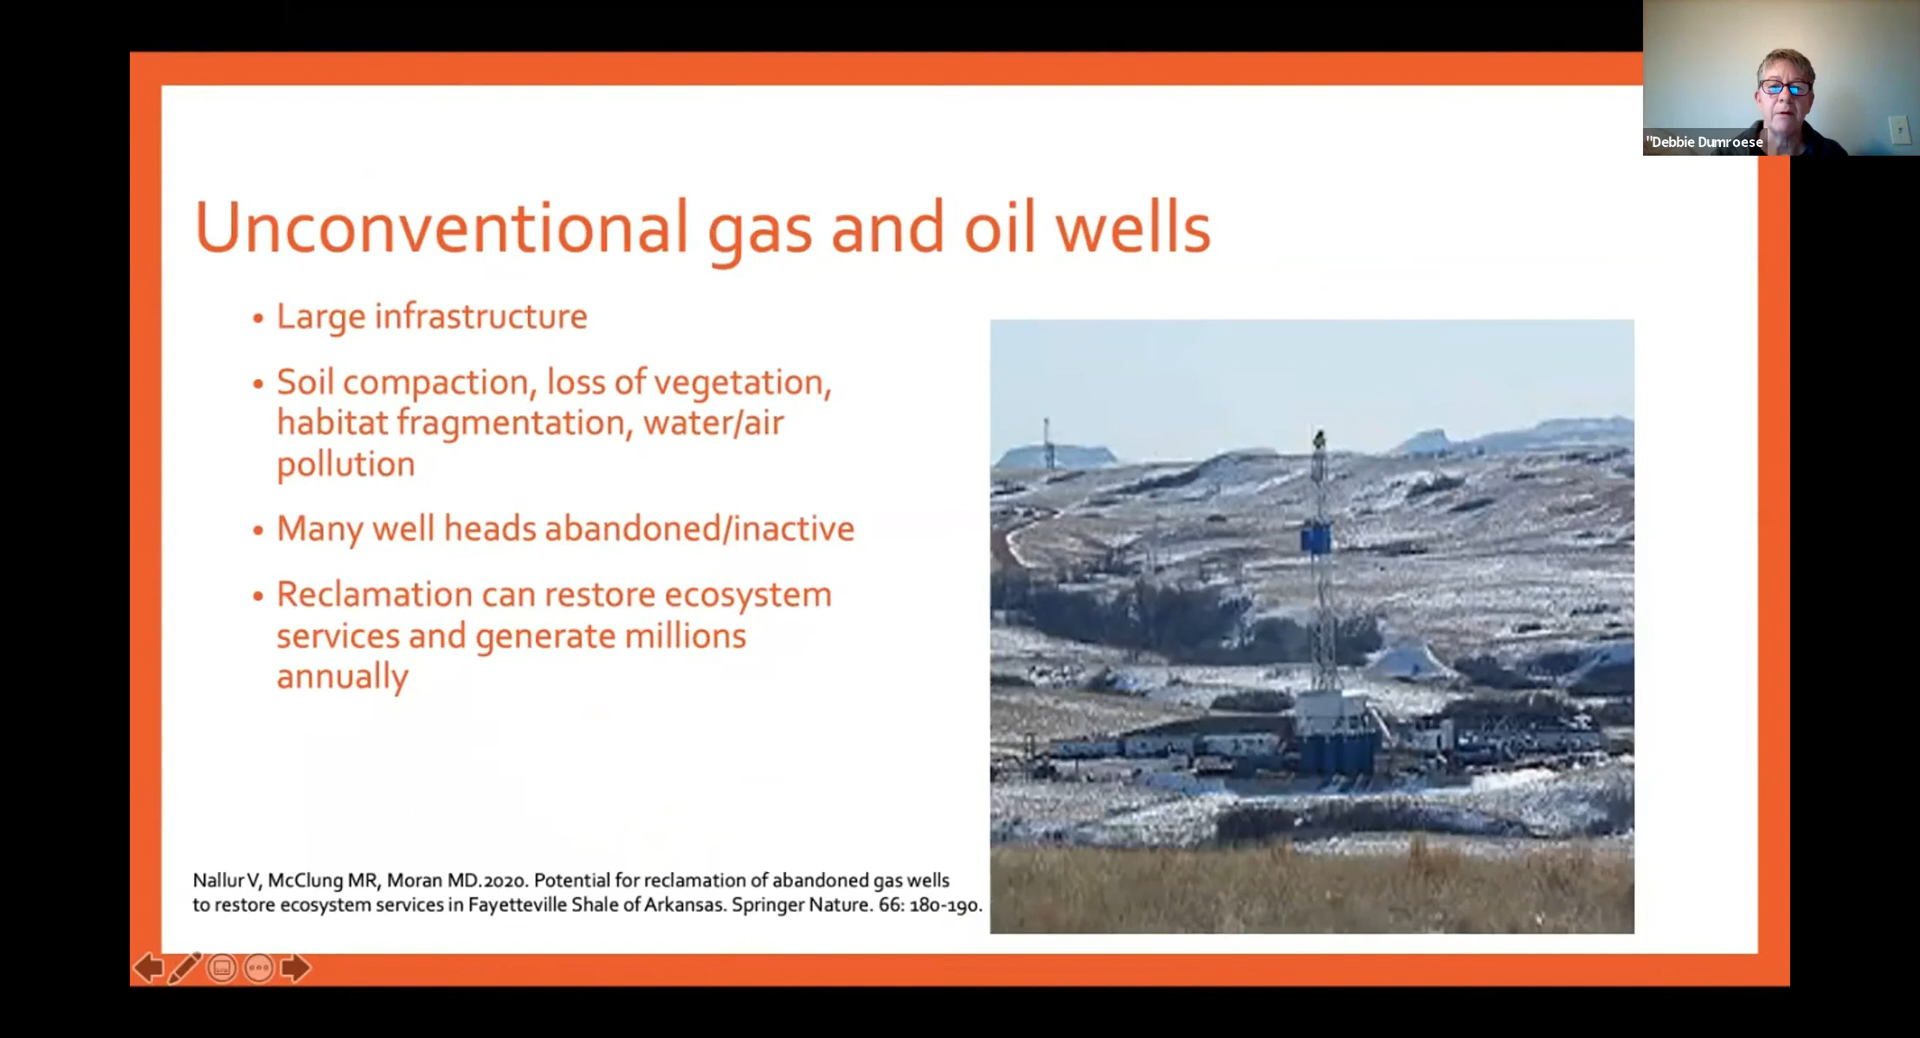 "Debbie Dumroese
Unconventional gas and oil wells
• Large infrastructure
• Soil compaction, loss of vegetation,
habitat fragmentation, water/air
pollution
• Many well heads abandoned/inactive
• Reclamation can restore ecosystem
services and generate millions
annually
Nallur V, McClung MR, Moran MD.2020. Potential for reclamation of abandoned gas wells
to restore ecosystem services in Fayetteville Shale of Arkansas. Springer Nature. 66: 180-190.